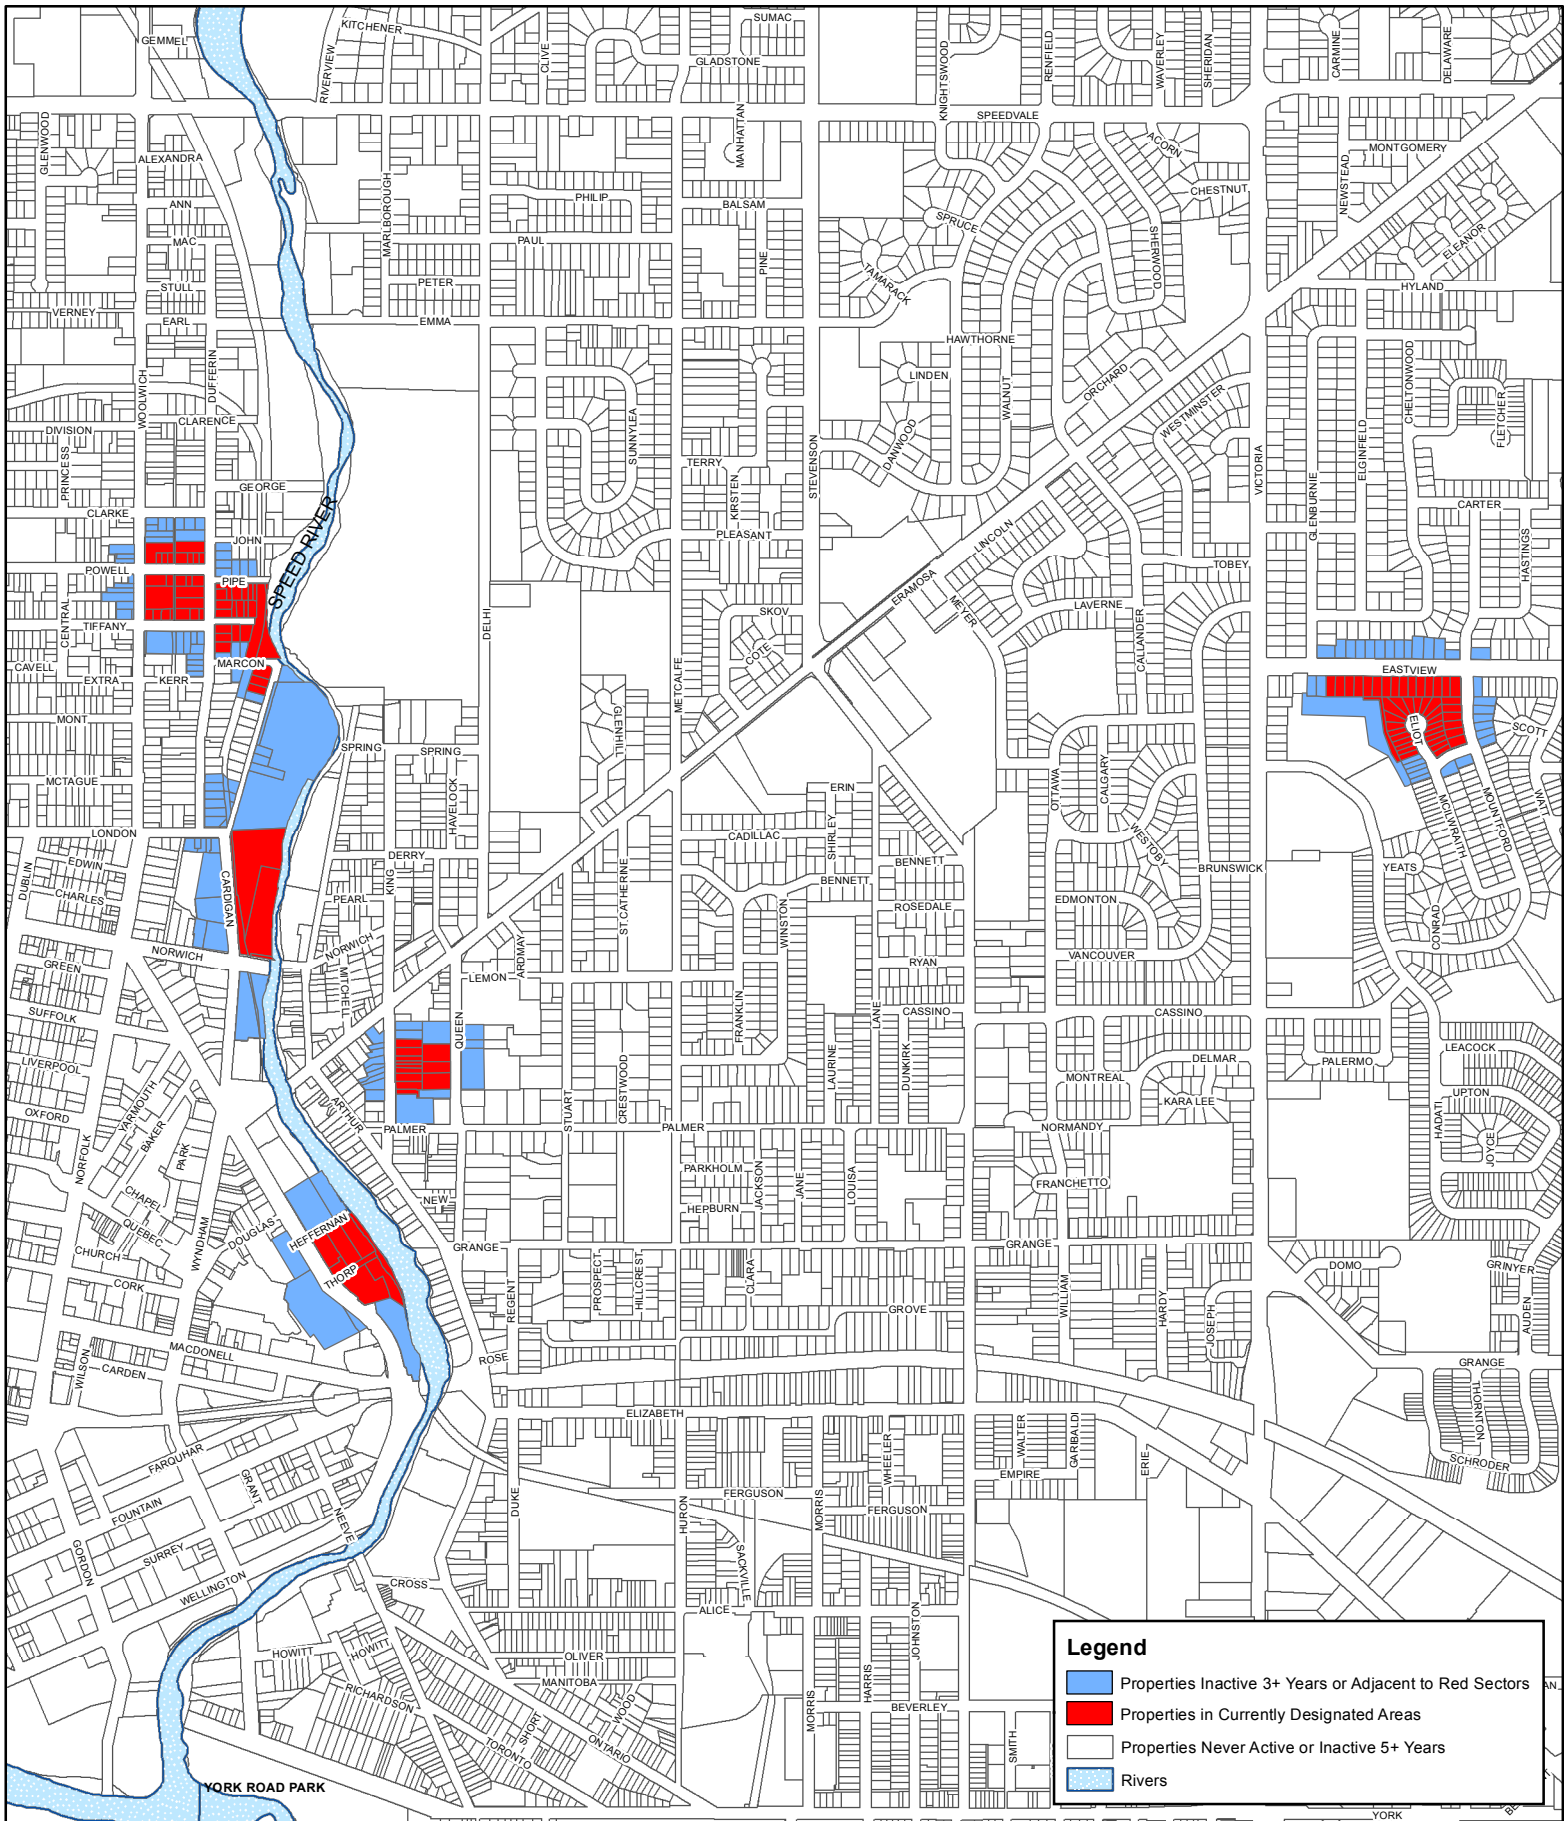 SUMAC
KITCHENER
GEMMEL
CLIVE
GLADSTONE
RIVERVIEW
KNIGHTSWOOD
RENFIELD
WAVERLEY
SHERIDAN
CARMINE
DELAWARE
SPEEDVALE
GLENWOOD
MANHATTAN
ACORN
MONTGOMERY
ALEXANDRA
MARLBOROUGH
NEWSTEAD
CHESTNUT
PHILIP
ANN
BALSAM
SPRUCE
MAC
PAUL
SHERWOOD
ELEANOR
PINE
TAMARACK
STULL
PETER
HYLAND
VERNEY
EARL
EMMA
HAWTHORNE
DUFFERIN
LINDEN
ORCHARD
CHELTONWOOD
WOOLWICH
WALNUT
WESTMINSTER
FLETCHER
CLARENCE
SUNNYLEA
DANWOOD
DIVISION
ELGINFIELD
PRINCESS
TERRY
STEVENSON
VICTORIA
GEORGE
KIRSTEN
GLENBURNIE
CARTER
CLARKE
SPEED RIVER
PLEASANT
LINCOLN
JOHN
HASTINGS
POWELL
PIPE
ERAMOSA
TOBEY
CENTRAL
DELHI
SKOV
MEYER
LAVERNE
TIFFANY
COTE
CALLANDER
CAVELL
MARCON
METCALFE
EASTVIEW
EXTRA
KERR
MONT
GLENHILL
ELIOT
SCOTT
SPRING
SPRING
MCTAGUE
HAVELOCK
ERIN
OTTAWA
CALGARY
WATT
MOUNTFORD
MCILWRAITH
LONDON
CADILLAC
SHIRLEY
WESTOBY
EDWIN
DERRY
BENNETT
BRUNSWICK
YEATS
DUBLIN
KING
BENNETT
CHARLES
CARDIGAN
PEARL
ST.CATHERINE
EDMONTON
ROSEDALE
WINSTON
CONRAD
NORWICH
NORWICH
ARDMAY
VANCOUVER
GREEN
MITCHELL
LEMON
RYAN
SUFFOLK
QUEEN
FRANKLIN
LANE
CASSINO
CASSINO
LIVERPOOL
DELMAR
PALERMO
LEACOCK
LAURINE
DUNKIRK
MONTREAL
YARMOUTH
CRESTWOOD
KARA LEE
UPTON
OXFORD
ARTHUR
STUART
BAKER
PALMER
PALMER
NORMANDY
HADATI
NORFOLK
PARK
JOYCE
CHAPEL
PARKHOLM
JACKSON
JANE
LOUISA
FRANCHETTO
NEW
QUEBEC
HEPBURN
DOUGLAS
HEFFERNAN
WYNDHAM
CHURCH
GRANGE
GRANGE
CORK
THORP
REGENT
PROSPECT
HILLCREST
CLARA
DOMO
GRINYER
WILLIAM
HARDY
GROVE
JOSEPH
AUDEN
MACDONELL
WILSON
CARDEN
ROSE
GRANGE
THORNTON
ELIZABETH
WALTER
GARIBALDI
FARQUHAR
WHEELER
EMPIRE
ERIE
SCHRODER
GRANT
FERGUSON
FOUNTAIN
DUKE
HURON
MORRIS
FERGUSON
NEEVE
GORDON
SURREY
SACKVILLE
WELLINGTON
CROSS
ALICE
JOHNSTON
HOWITT
HOWITT
OLIVER
MANITOBA
HARRIS
RICHARDSON
WOOD
MORRIS
BEVERLEY
SHORT
TORONTO
ONTARIO
SMITH
YORK ROAD PARK
YORK
Legend
Properties Inactive 3+ Years or Adjacent to Red Sectors
Properties in Currently Designated Areas
Properties Never Active or Inactive 5+ Years
Rivers